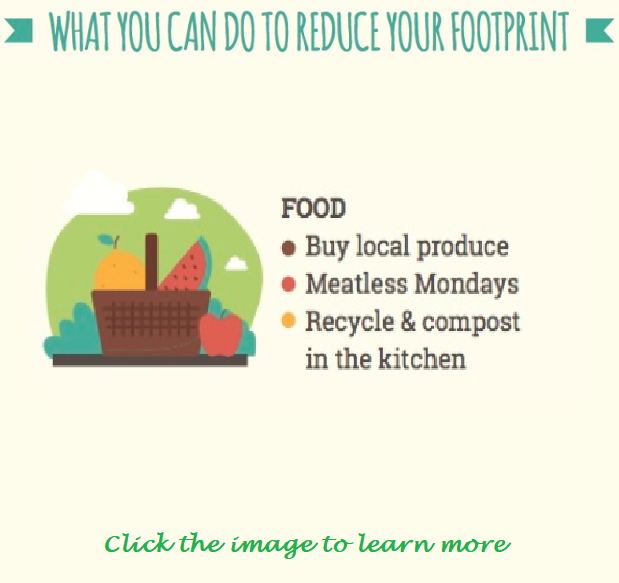 WHAT YOU CAN DO TO REDUCE YOUR FOOTPRINT
FOOD
Buy local produce
Meatless Mondays
Recycle & compost
in the kitchen
Click the image to learn more